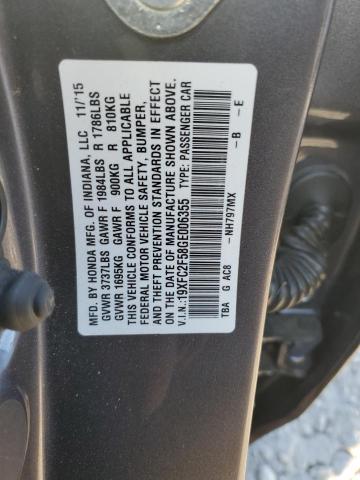 MFD. BY HONDA MFG. OF INDIANA, LLC 11/15
GVWR 3737LBS GAWR F 1984LBS R 1786LBS
GVWR 1695KG GAWR F 900KG R 810KG
THIS VEHICLE CONFORMS TO ALL APPLICABLE
FEDERAL MOTOR VEHICLE SAFETY, BUMPER,
AND THEFT PREVENTION STANDARDS IN EFFECT
ON THE DATE OF MANUFACTURE SHOWN ABOVE.
V.I.N.:19XFC2F58GE006355 TYPE: PASSENGER CAR
TBA G AC8 -NH797MX -B -E